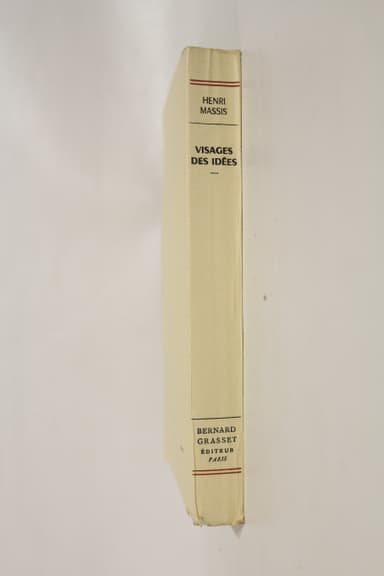 HENRI
MASSIS
VISAGES
DES IDÉES
BERNARD
GRASSET
ÉDITEUR
PARIS